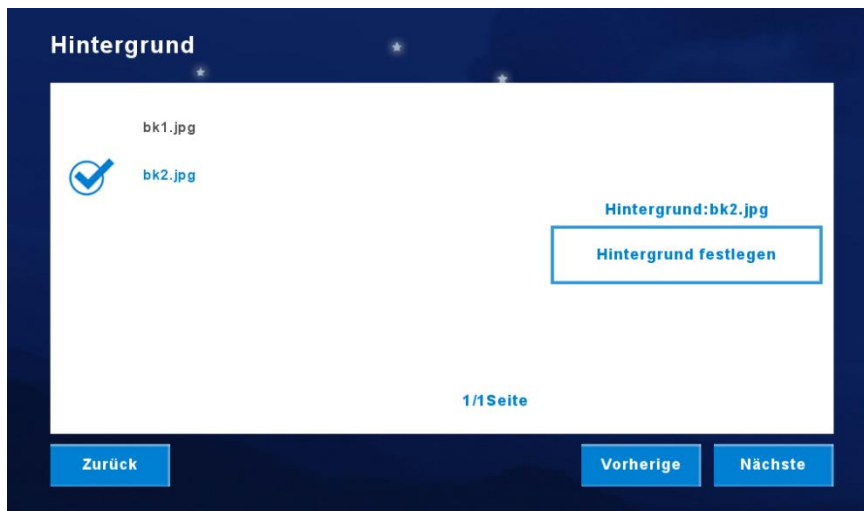 Hintergrund
bk1.jpg
bk2.jpg
Hintergrund:bk2.jpg
Hintergrund festlegen
1/1Seite
Zurück
Vorherige
Nächste